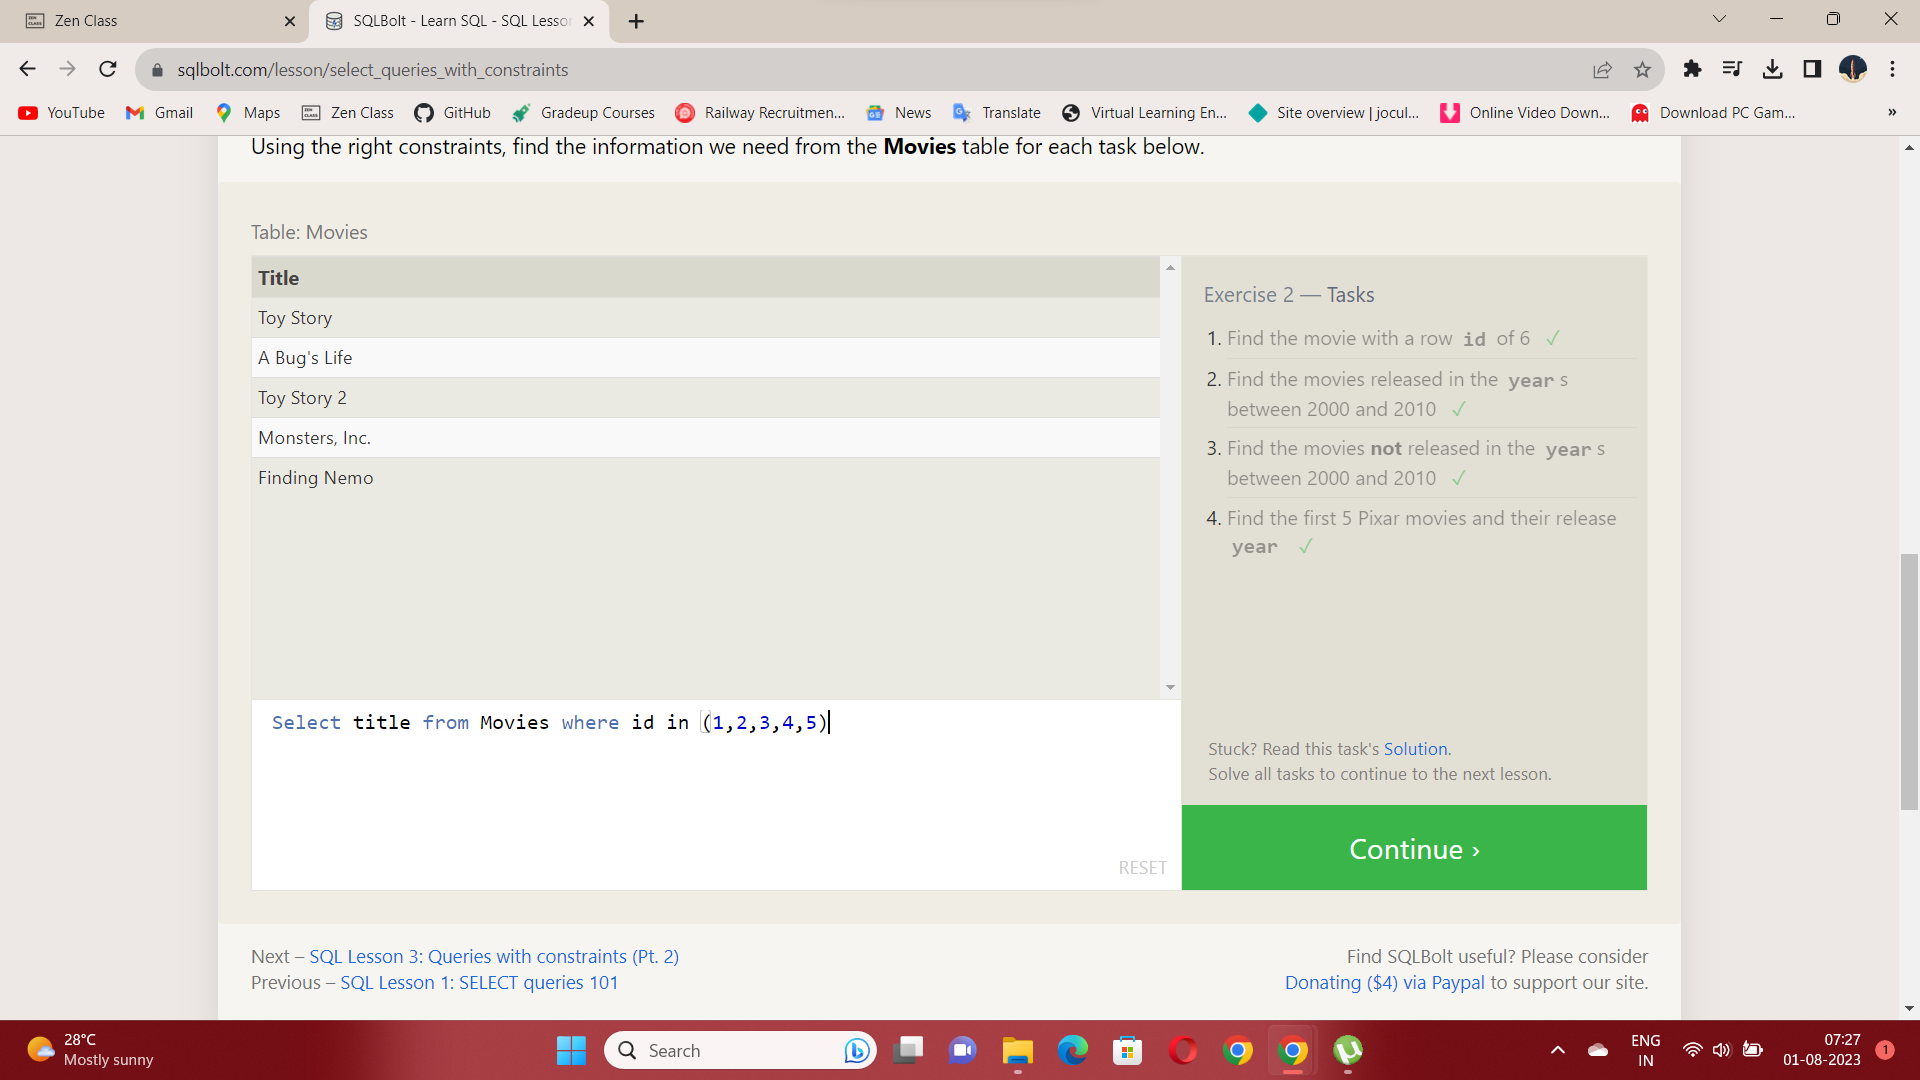 Zen Class
SQLBolt - Learn SQL - SQL Lesson
sqlbolt.com/lesson/select_queries_with_constraints
YouTube
Gmail
Maps
Zen Class
GitHub
Gradeup Courses
Railway Recruitmen...
News
Translate
Virtual Learning En...
Site overview | jocul...
Online Video Down...
Download PC Gam...
»
Using the right constraints, find the information we need from the Movies table for each task below.
Table: Movies
Title
Toy Story
A Bug's Life
Toy Story 2
Monsters, Inc.
Finding Nemo
Select title from Movies where id in (1,2,3,4,5)
RESET
Exercise 2 — Tasks
1. Find the movie with a row id of 6 ✓
2. Find the movies released in the year s
between 2000 and 2010 ✓
3. Find the movies not released in the year s
between 2000 and 2010 ✓
4. Find the first 5 Pixar movies and their release
year ✓
Stuck? Read this task's Solution.
Solve all tasks to continue to the next lesson.
Continue ›
Next – SQL Lesson 3: Queries with constraints (Pt. 2)
Previous – SQL Lesson 1: SELECT queries 101
Find SQLBolt useful? Please consider
Donating ($4) via Paypal to support our site.
28°C
Mostly sunny
Search
ENG
IN
07:27
01-08-2023
1